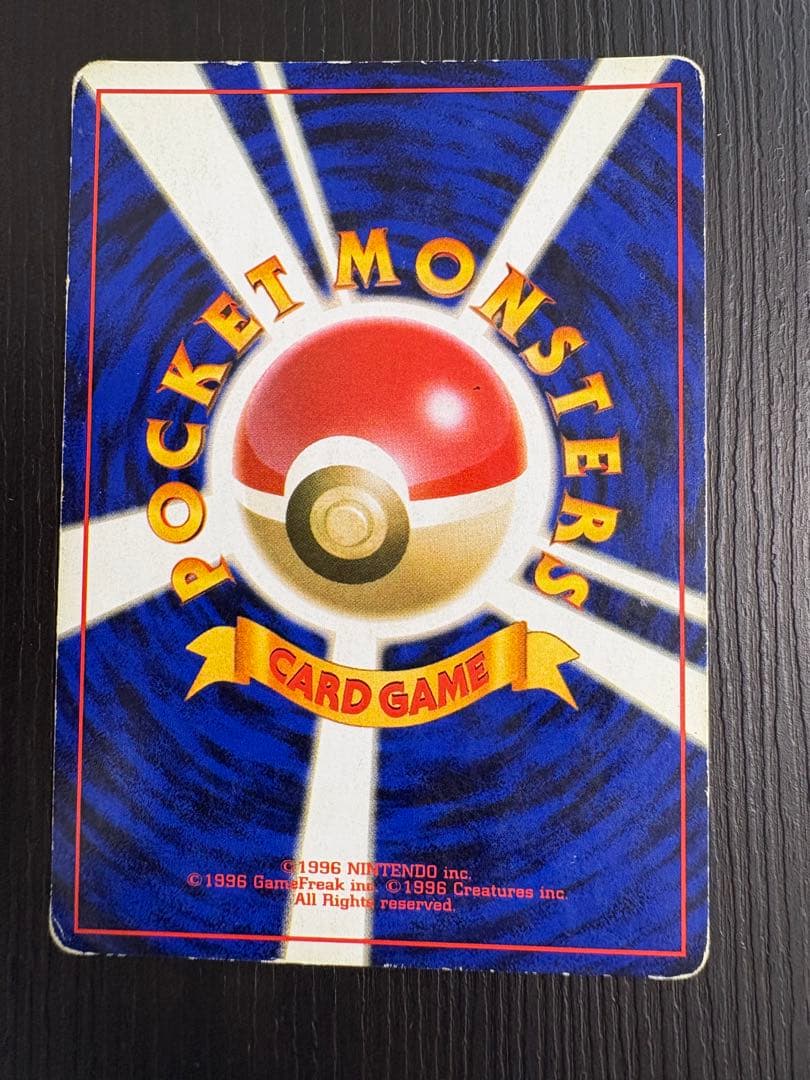 POCKET MONSTERS
CARD GAME
©1996 NINTENDO inc.
©1996 GameFreak inc. ©1996 Creatures inc.
All Rights reserved.